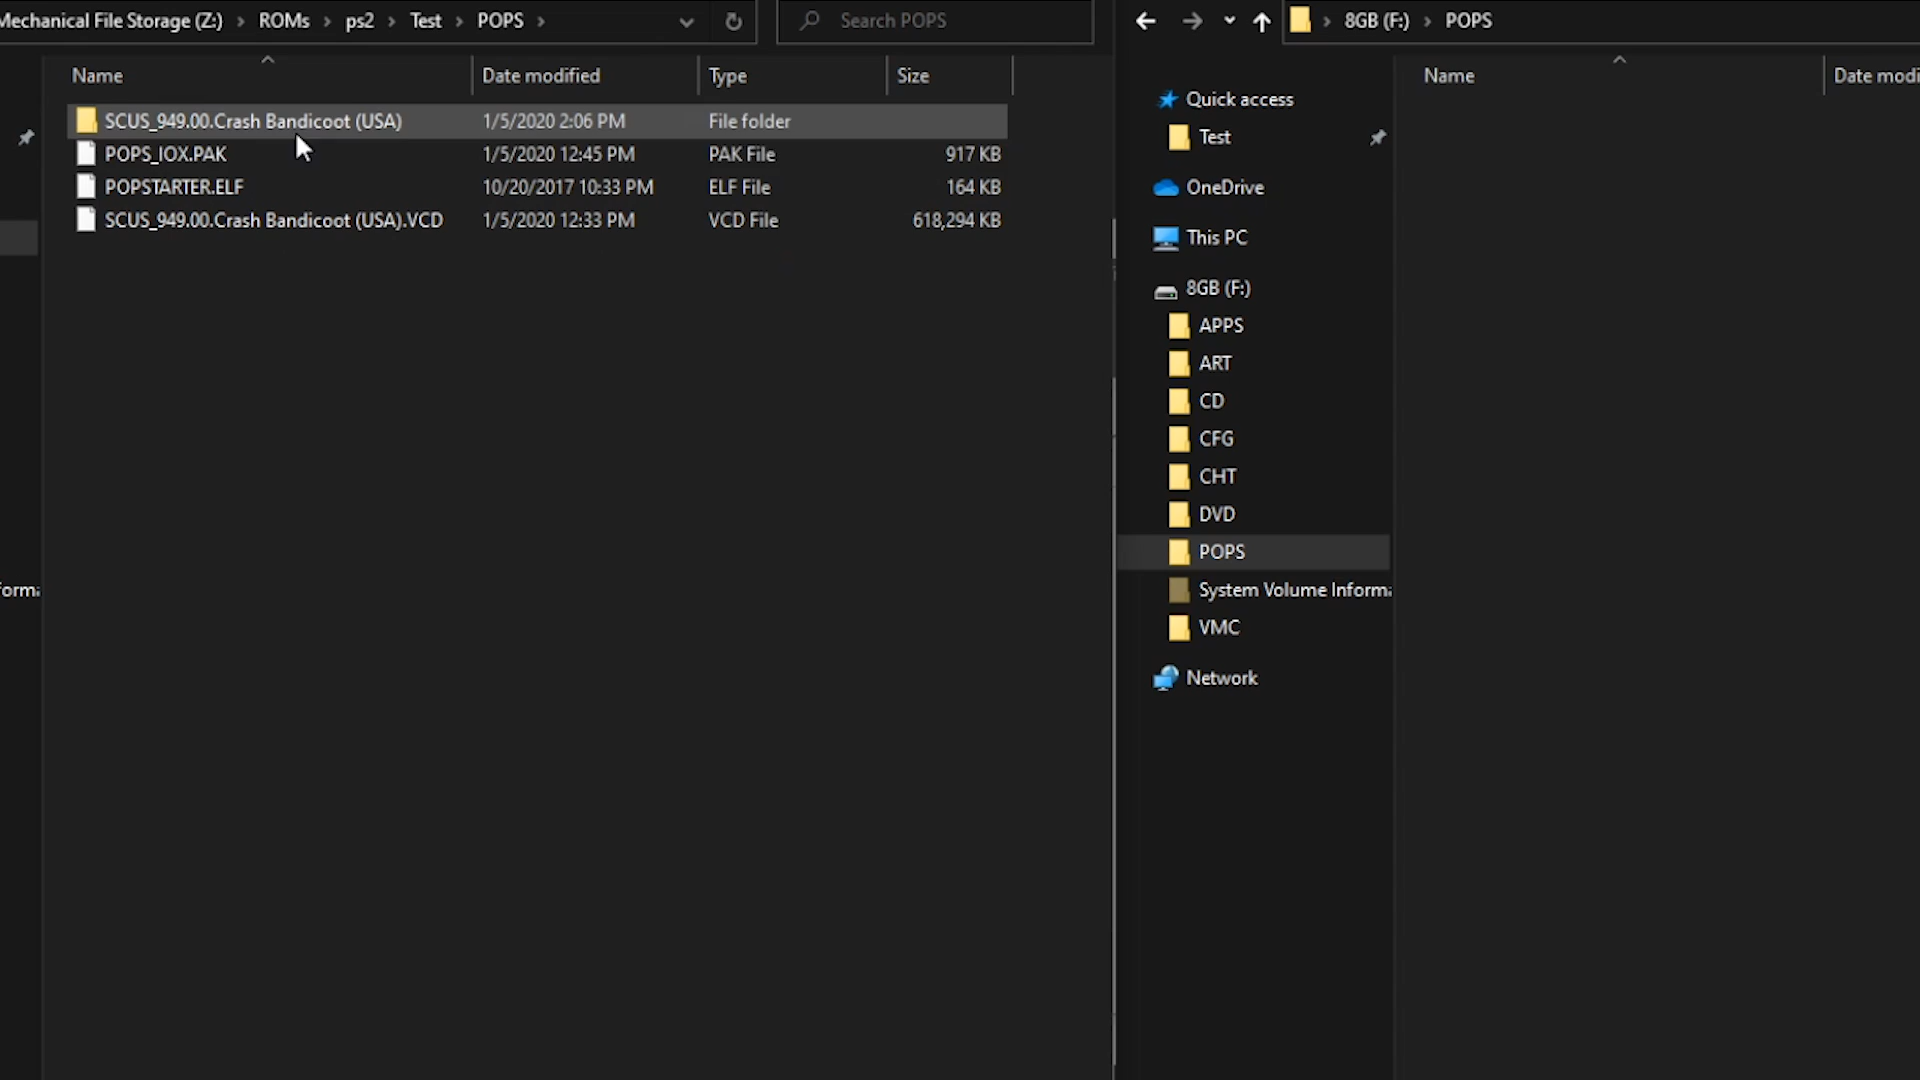 Mechanical File Storage (Z:) > ROMs > ps2 > Test > POPS >
Search POPS
Name Date modified Type Size
SCUS_949.00.Crash Bandicoot (USA) 1/5/2020 2:06 PM File folder
POPS_IOX.PAK 1/5/2020 12:45 PM PAK File 917 KB
POPSTARTER.ELF 10/20/2017 10:33 PM ELF File 164 KB
SCUS_949.00.Crash Bandicoot (USA).VCD 1/5/2020 12:33 PM VCD File 618,294 KB
orma
8GB (F:) > POPS
Name Date modi
Quick access
Test
OneDrive
This PC
8GB (F:)
APPS
ART
CD
CFG
CHT
DVD
POPS
System Volume Informa
VMC
Network